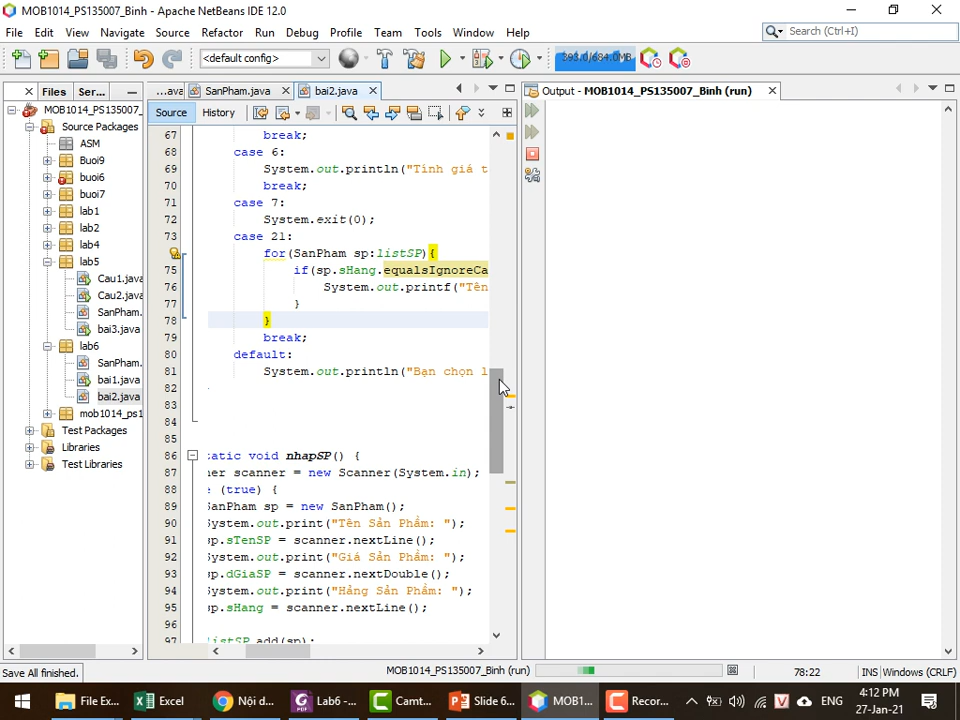 MOB1014_PS135007_Binh - Apache NetBeans IDE 12.0
File Edit View Navigate Source Refactor Run Debug Profile Team Tools Window Help
Search (Ctrl+I)
<default config>
393.0/684.0MB
Files Ser...
...ava SanPham.java bai2.java
Output - MOB1014_PS135007_Binh (run)
Source History
MOB1014_PS135007_
Source Packages
ASM
Buoi9
buoi6
buoi7
lab1
lab2
lab4
lab5
Cau1.java
Cau2.java
SanPham.
bai3.java
lab6
SanPham.
bai1.java
bai2.java
mob1014_ps1
Test Packages
Libraries
Test Libraries
67 break;
68 case 6:
69 System.out.println("Tính giá t
70 break;
71 case 7:
72 System.exit(0);
73 case 21:
for(SanPham sp:listSP){
75 if(sp.sHang.equalsIgnoreCa
76 System.out.printf("Tên
77 }
78 }
79 break;
80 default:
81 System.out.println("Bạn chọn l
82
83
84
85
86 tatic void nhapSP() {
87 ner scanner = new Scanner(System.in);
88 e (true) {
89 SanPham sp = new SanPham();
90 System.out.print("Tên Sản Phẩm: ");
91 sp.sTenSP = scanner.nextLine();
92 System.out.print("Giá Sản Phẩm: ");
93 sp.dGiaSP = scanner.nextDouble();
94 System.out.print("Hảng Sản Phẩm: ");
95 sp.sHang = scanner.nextLine();
96
97 listSP.add(sp);
Save All finished.
MOB1014_PS135007_Binh (run)
78:22
INS Windows (CRLF)
File Ex...
Excel
Nội d...
Lab6 -...
Camt...
Slide 6...
MOB1...
Recor...
ENG
4:12 PM
27-Jan-21